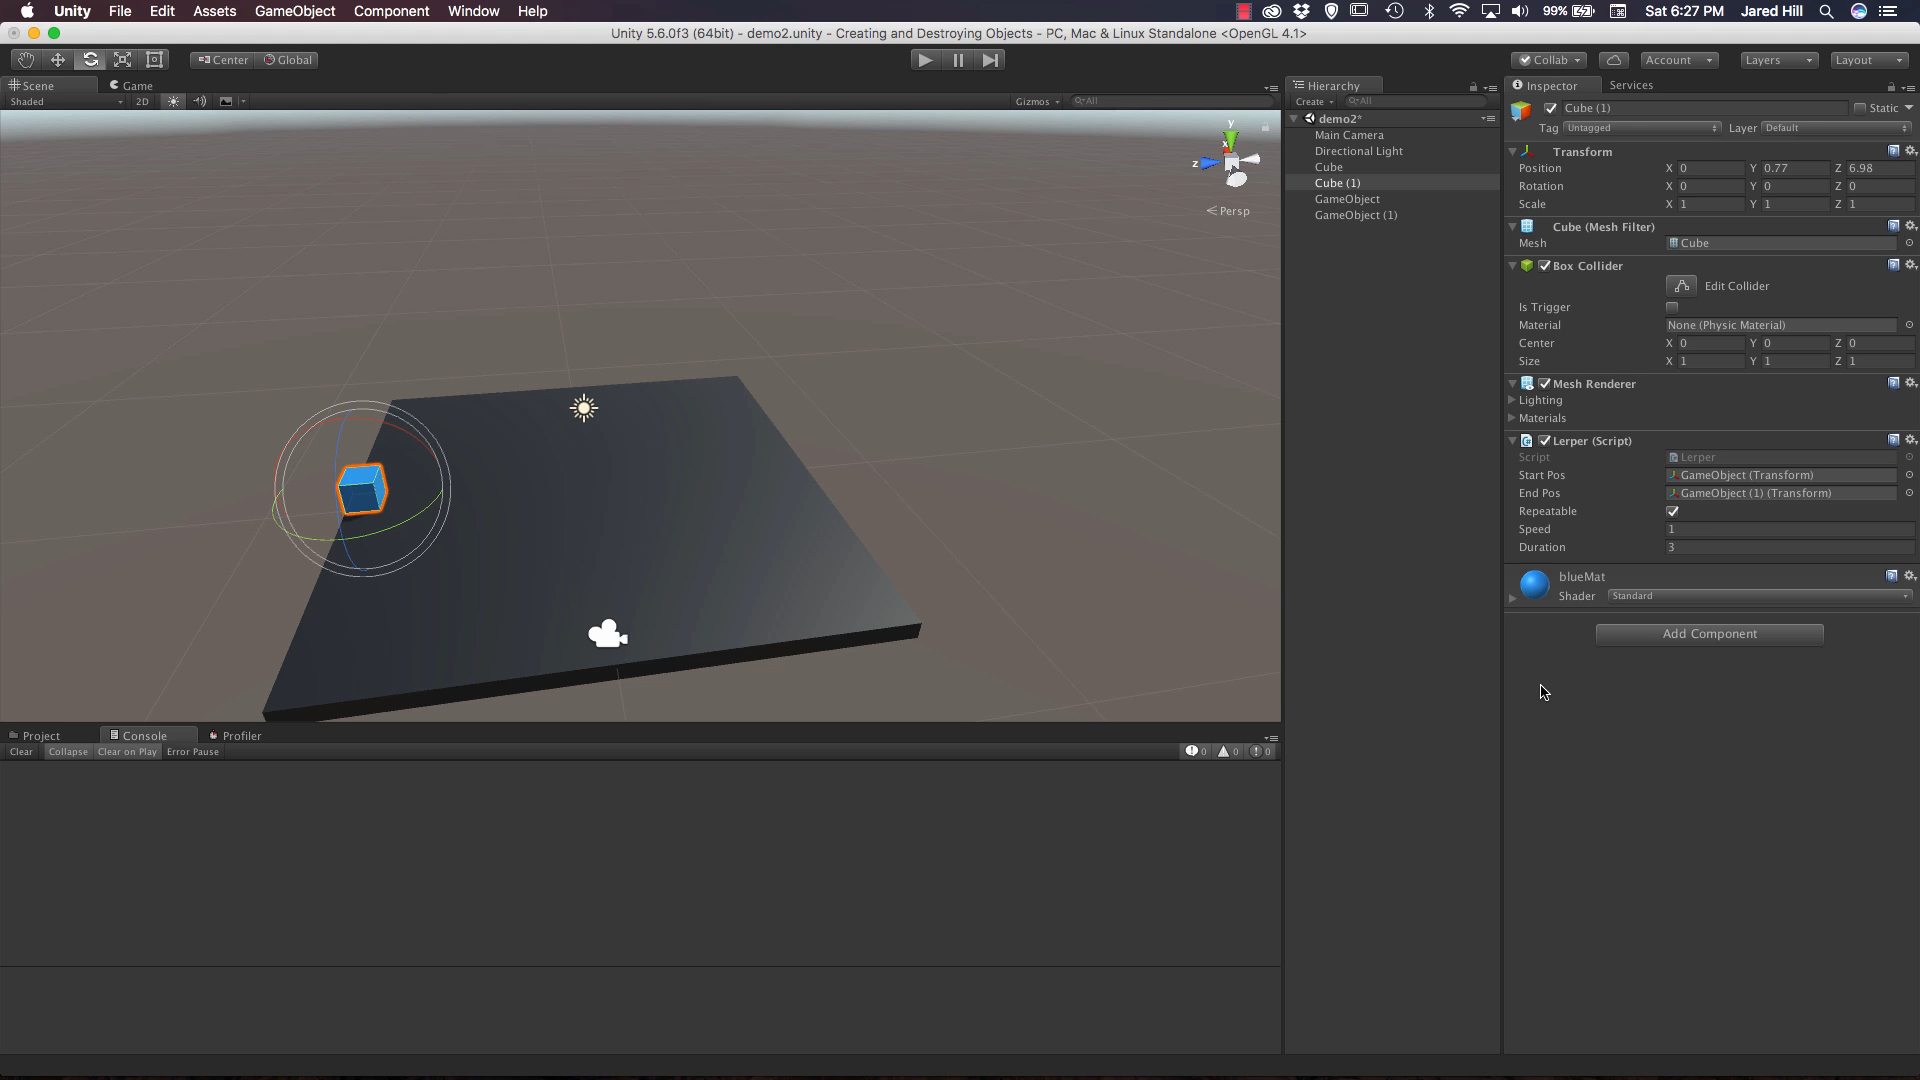 Unity File Edit Assets GameObject Component Window Help 99% Sat 6:27 PM Jared Hill
Unity 5.6.0f3 (64bit) - demo2.unity - Creating and Destroying Objects - PC, Mac & Linux Standalone <OpenGL 4.1>
Center Global Collab Account Layers Layout
Scene Game
Shaded 2D Gizmos All
y
x
z
Persp
Hierarchy
Create All
demo2*
Main Camera
Directional Light
Cube
Cube (1)
GameObject
GameObject (1)
Inspector Services
Cube (1) Static
Tag Untagged Layer Default
Transform
Position X 0 Y 0.77 Z 6.98
Rotation X 0 Y 0 Z 0
Scale X 1 Y 1 Z 1
Cube (Mesh Filter)
Mesh Cube
Box Collider
Edit Collider
Is Trigger
Material None (Physic Material)
Center X 0 Y 0 Z 0
Size X 1 Y 1 Z 1
Mesh Renderer
Lighting
Materials
Lerper (Script)
Script Lerper
Start Pos GameObject (Transform)
End Pos GameObject (1) (Transform)
Repeatable
Speed 1
Duration 3
blueMat
Shader Standard
Add Component
Project Console Profiler
Clear Collapse Clear on Play Error Pause 0 0 0